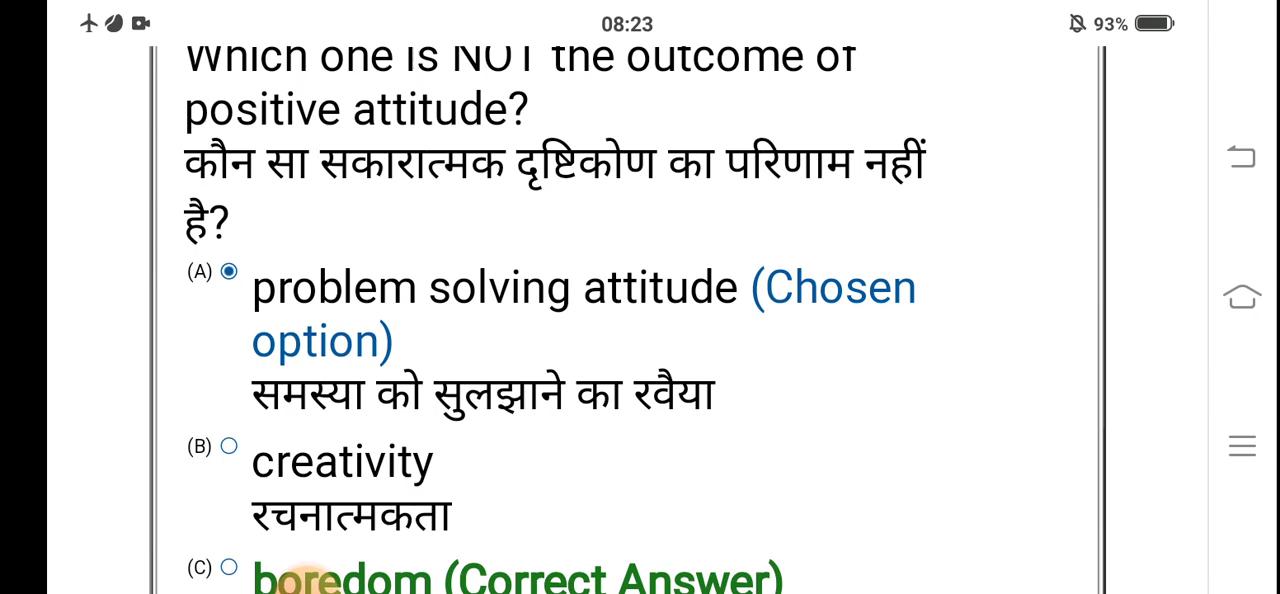 08:23
93%
Which one is NOT the outcome of
positive attitude?
कौन सा सकारात्मक दृष्टिकोण का परिणाम नहीं
है?
(A) problem solving attitude (Chosen
option)
समस्या को सुलझाने का रवैया
(B) creativity
रचनात्मकता
(C) boredom (Correct Answer)